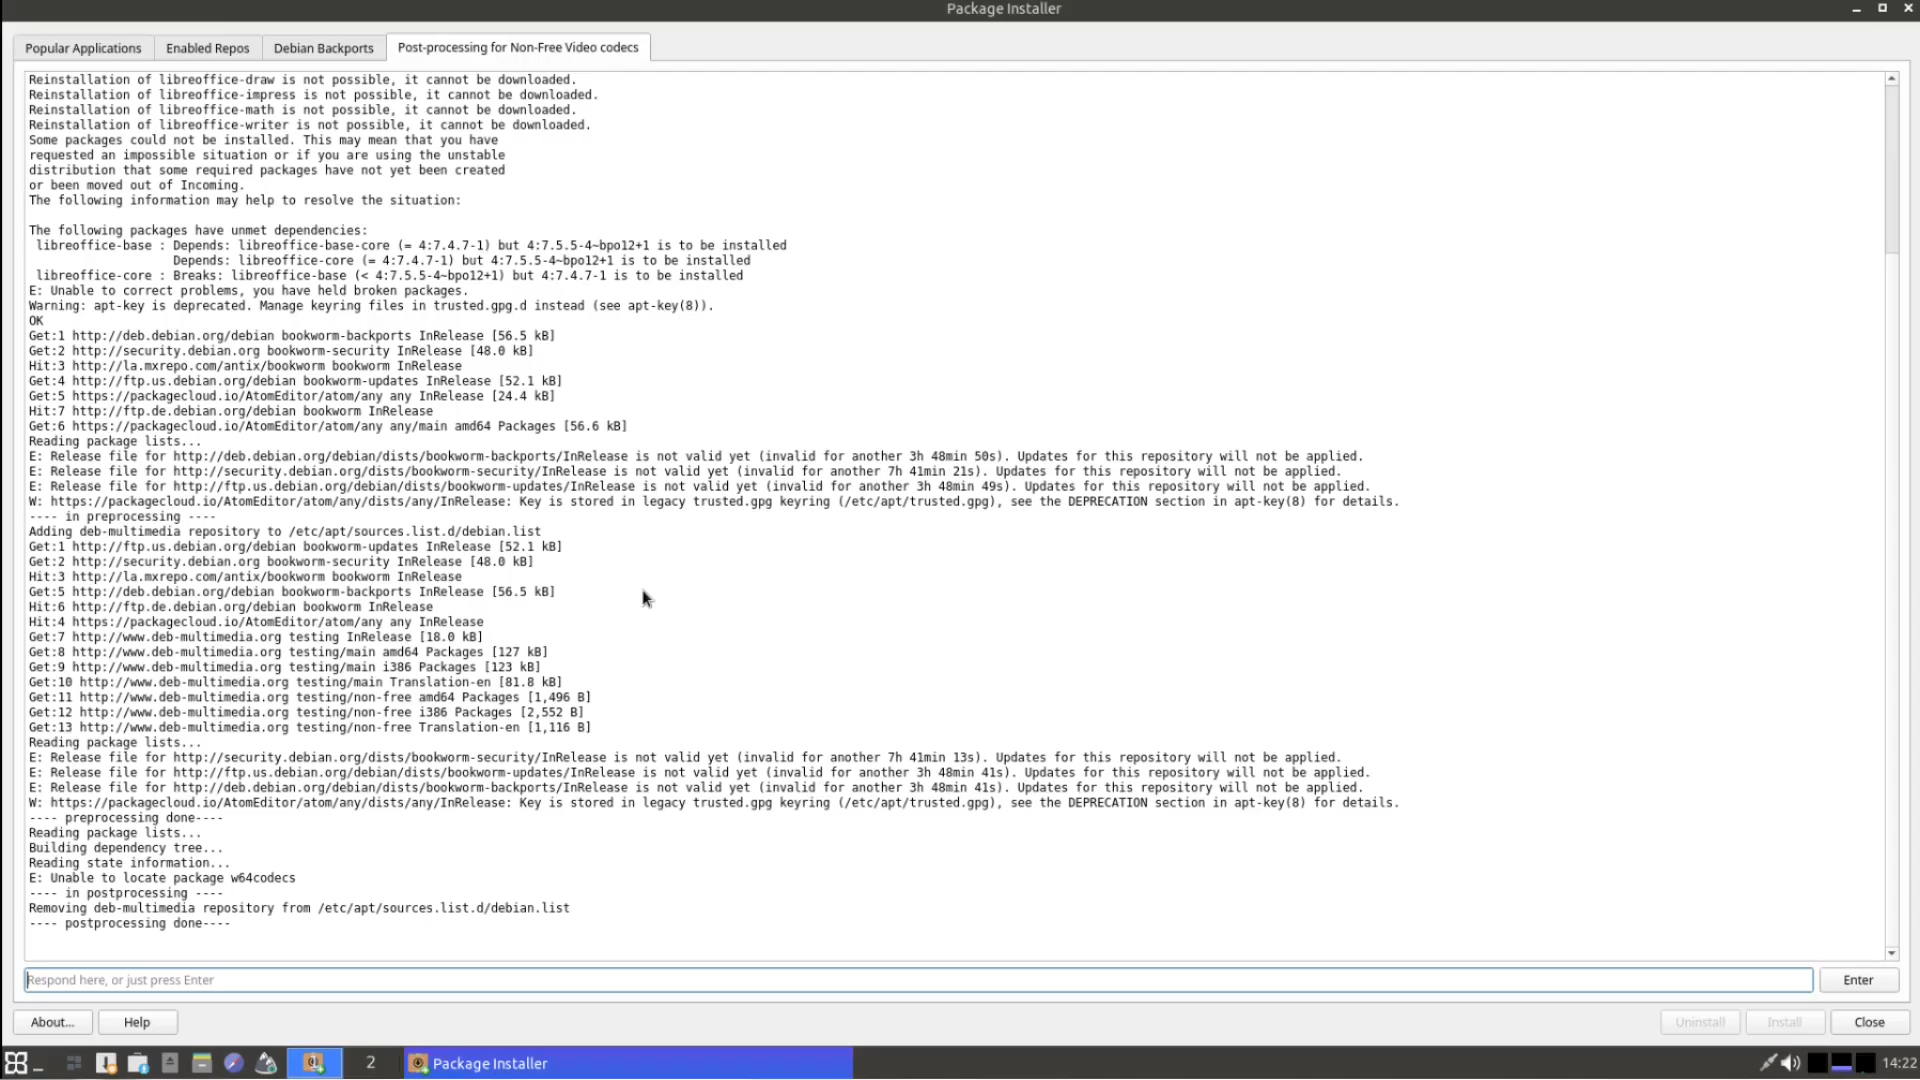 Package Installer
Popular Applications
Enabled Repos
Debian Backports
Post-processing for Non-Free Video codecs
Reinstallation of libreoffice-draw is not possible, it cannot be downloaded.
Reinstallation of libreoffice-impress is not possible, it cannot be downloaded.
Reinstallation of libreoffice-math is not possible, it cannot be downloaded.
Reinstallation of libreoffice-writer is not possible, it cannot be downloaded.
Some packages could not be installed. This may mean that you have
requested an impossible situation or if you are using the unstable
distribution that some required packages have not yet been created
or been moved out of Incoming.
The following information may help to resolve the situation:
The following packages have unmet dependencies:
libreoffice-base : Depends: libreoffice-base-core (= 4:7.4.7-1) but 4:7.5.5-4~bpo12+1 is to be installed
Depends: libreoffice-core (= 4:7.4.7-1) but 4:7.5.5-4~bpo12+1 is to be installed
libreoffice-core : Breaks: libreoffice-base (< 4:7.5.5-4~bpo12+1) but 4:7.4.7-1 is to be installed
E: Unable to correct problems, you have held broken packages.
Warning: apt-key is deprecated. Manage keyring files in trusted.gpg.d instead (see apt-key(8)).
OK
Get:1 http://deb.debian.org/debian bookworm-backports InRelease [56.5 kB]
Get:2 http://security.debian.org bookworm-security InRelease [48.0 kB]
Hit:3 http://la.mxrepo.com/antix/bookworm bookworm InRelease
Get:4 http://ftp.us.debian.org/debian bookworm-updates InRelease [52.1 kB]
Get:5 https://packagecloud.io/AtomEditor/atom/any any InRelease [24.4 kB]
Hit:7 http://ftp.de.debian.org/debian bookworm InRelease
Get:6 https://packagecloud.io/AtomEditor/atom/any any/main amd64 Packages [56.6 kB]
Reading package lists...
E: Release file for http://deb.debian.org/debian/dists/bookworm-backports/InRelease is not valid yet (invalid for another 3h 48min 50s). Updates for this repository will not be applied.
E: Release file for http://security.debian.org/dists/bookworm-security/InRelease is not valid yet (invalid for another 7h 41min 21s). Updates for this repository will not be applied.
E: Release file for http://ftp.us.debian.org/debian/dists/bookworm-updates/InRelease is not valid yet (invalid for another 3h 48min 49s). Updates for this repository will not be applied.
W: https://packagecloud.io/AtomEditor/atom/any/dists/any/InRelease: Key is stored in legacy trusted.gpg keyring (/etc/apt/trusted.gpg), see the DEPRECATION section in apt-key(8) for details.
---- in preprocessing ----
Adding deb-multimedia repository to /etc/apt/sources.list.d/debian.list
Get:1 http://ftp.us.debian.org/debian bookworm-updates InRelease [52.1 kB]
Get:2 http://security.debian.org bookworm-security InRelease [48.0 kB]
Hit:3 http://la.mxrepo.com/antix/bookworm bookworm InRelease
Get:5 http://deb.debian.org/debian bookworm-backports InRelease [56.5 kB]
Hit:6 http://ftp.de.debian.org/debian bookworm InRelease
Hit:4 https://packagecloud.io/AtomEditor/atom/any any InRelease
Get:7 http://www.deb-multimedia.org testing InRelease [18.0 kB]
Get:8 http://www.deb-multimedia.org testing/main amd64 Packages [127 kB]
Get:9 http://www.deb-multimedia.org testing/main i386 Packages [123 kB]
Get:10 http://www.deb-multimedia.org testing/main Translation-en [81.8 kB]
Get:11 http://www.deb-multimedia.org testing/non-free amd64 Packages [1,496 B]
Get:12 http://www.deb-multimedia.org testing/non-free i386 Packages [2,552 B]
Get:13 http://www.deb-multimedia.org testing/non-free Translation-en [1,116 B]
Reading package lists...
E: Release file for http://security.debian.org/dists/bookworm-security/InRelease is not valid yet (invalid for another 7h 41min 13s). Updates for this repository will not be applied.
E: Release file for http://ftp.us.debian.org/debian/dists/bookworm-updates/InRelease is not valid yet (invalid for another 3h 48min 41s). Updates for this repository will not be applied.
E: Release file for http://deb.debian.org/debian/dists/bookworm-backports/InRelease is not valid yet (invalid for another 3h 48min 41s). Updates for this repository will not be applied.
W: https://packagecloud.io/AtomEditor/atom/any/dists/any/InRelease: Key is stored in legacy trusted.gpg keyring (/etc/apt/trusted.gpg), see the DEPRECATION section in apt-key(8) for details.
---- preprocessing done----
Reading package lists...
Building dependency tree...
Reading state information...
E: Unable to locate package w64codecs
---- in postprocessing ----
Removing deb-multimedia repository from /etc/apt/sources.list.d/debian.list
---- postprocessing done----
Respond here, or just press Enter
Enter
About...
Help
Uninstall
Install
Close
2
Package Installer
14:22